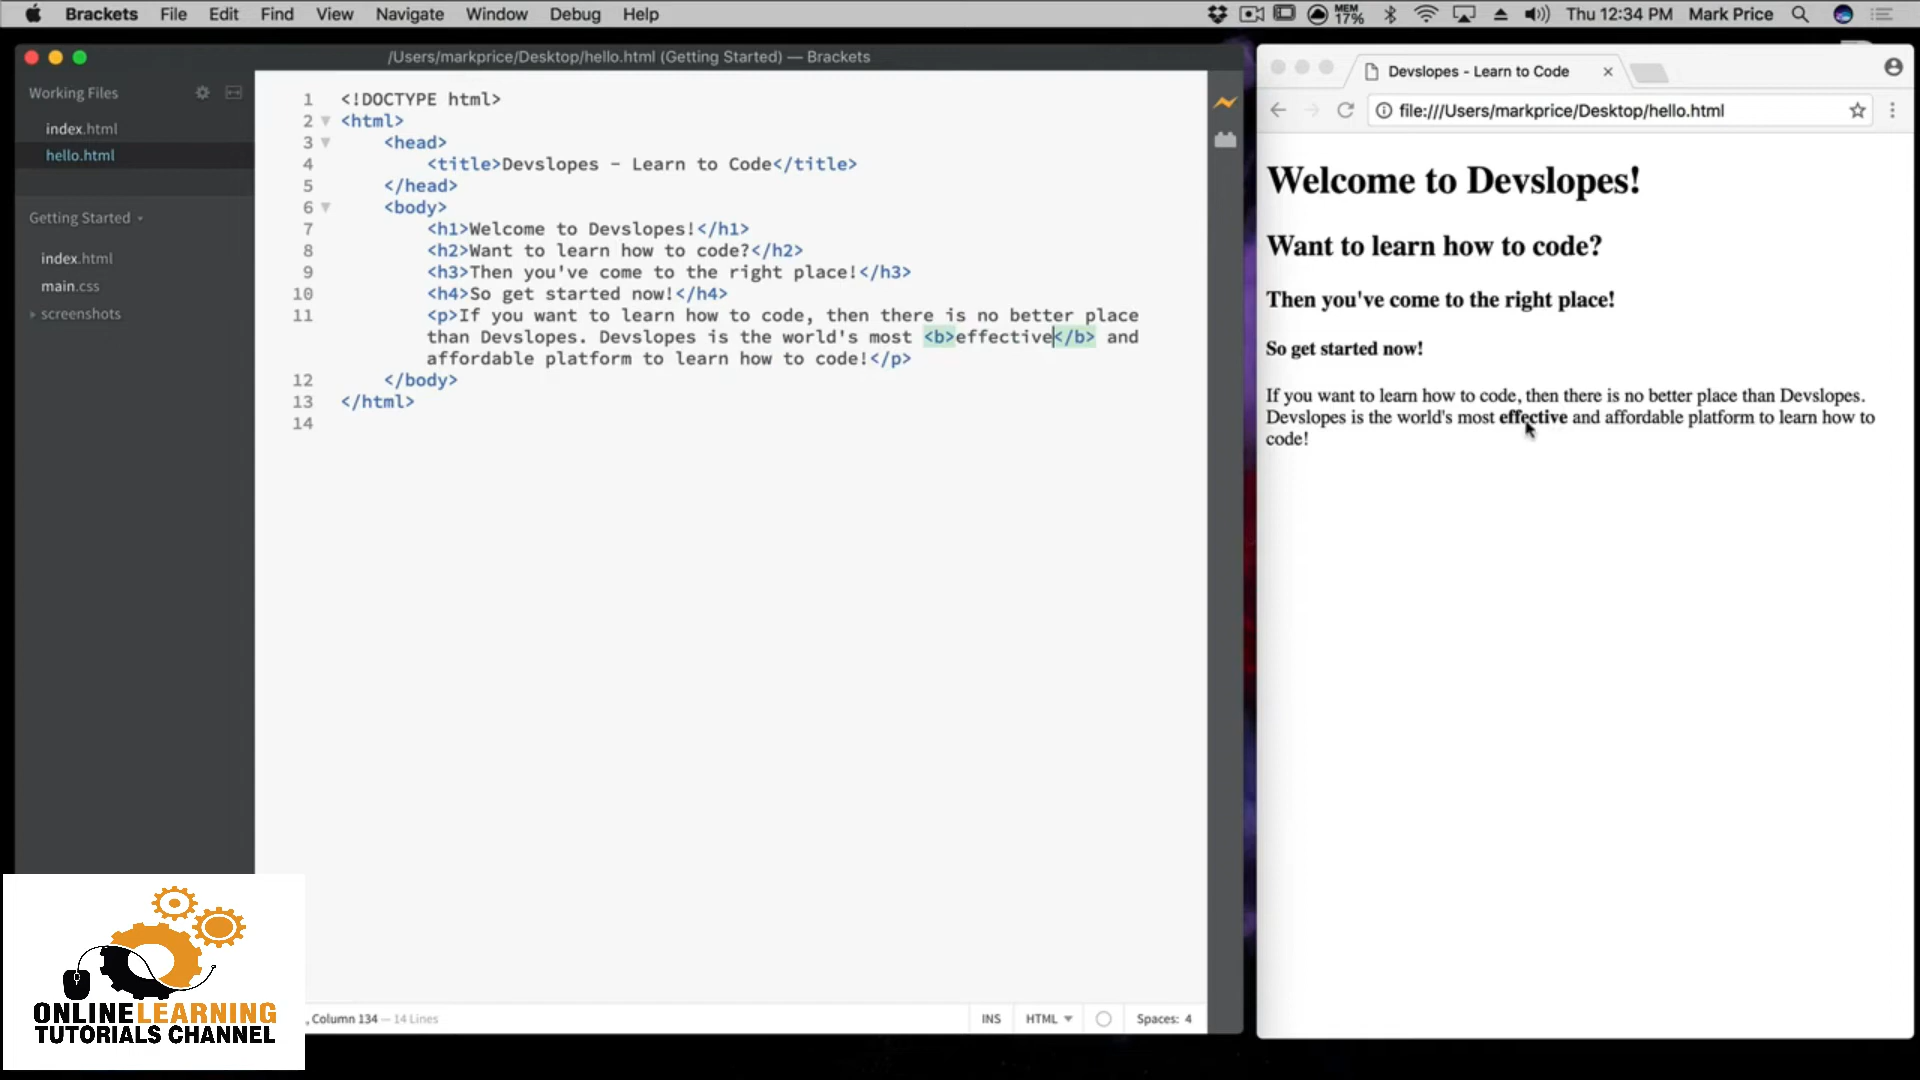 Brackets File Edit Find View Navigate Window Debug Help MEM 17% Thu 12:34 PM Mark Price
/Users/markprice/Desktop/hello.html (Getting Started) — Brackets
Working Files
index.html
hello.html
Getting Started
index.html
main.css
screenshots
1 <!DOCTYPE html>
2 <html>
3 <head>
4 <title>Devslopes - Learn to Code</title>
5 </head>
6 <body>
7 <h1>Welcome to Devslopes!</h1>
8 <h2>Want to learn how to code?</h2>
9 <h3>Then you've come to the right place!</h3>
10 <h4>So get started now!</h4>
11 <p>If you want to learn how to code, then there is no better place
than Devslopes. Devslopes is the world's most <b>effective</b> and
affordable platform to learn how to code!</p>
12 </body>
13 </html>
14
, Column 134 — 14 Lines
INS HTML Spaces: 4
Devslopes - Learn to Code
file:///Users/markprice/Desktop/hello.html
Welcome to Devslopes!
Want to learn how to code?
Then you've come to the right place!
So get started now!
If you want to learn how to code, then there is no better place than Devslopes.
Devslopes is the world's most effective and affordable platform to learn how to
code!
ONLINELEARNING
TUTORIALS CHANNEL